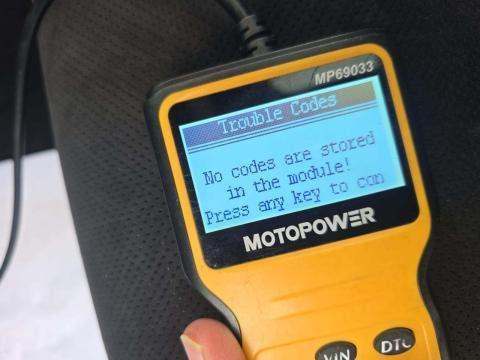 MP69033
Trouble Codes
No codes are stored
in the module!
Press any key to con
MOTOPOWER
VIN
DTC